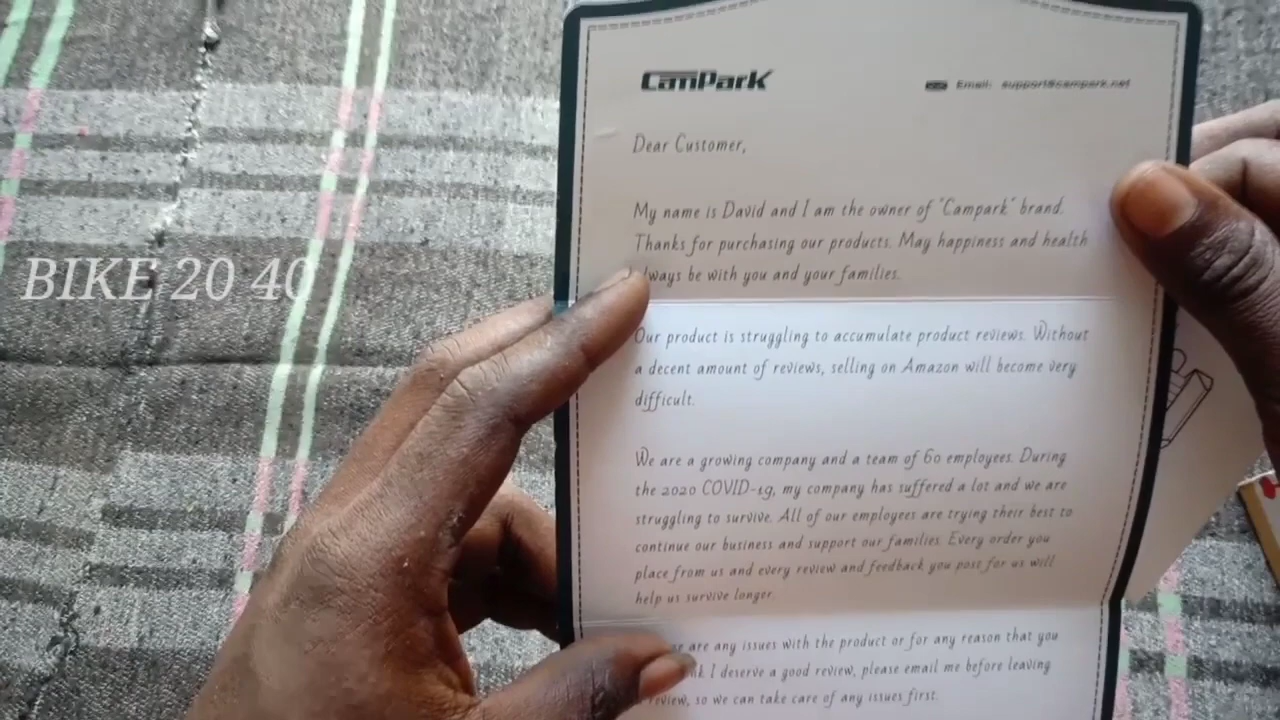 CamPark
Email: support@campark.net
Dear Customer,
My name is David and I am the owner of "Campark" brand.
Thanks for purchasing our products. May happiness and health
lways be with you and your families.
BIKE 20 40
Our product is struggling to accumulate product reviews. Without
a decent amount of reviews, selling on Amazon will become very
difficult.
We are a growing company and a team of 60 employees. During
the 2020 COVID-19, my company has suffered a lot and we are
struggling to survive. All of our employees are trying their best to
continue our business and support our families. Every order you
place from us and every review and feedback you post for us will
help us survive longer.
are any issues with the product or for any reason that you
I deserve a good review, please email me before leaving
review, so we can take care of any issues first.